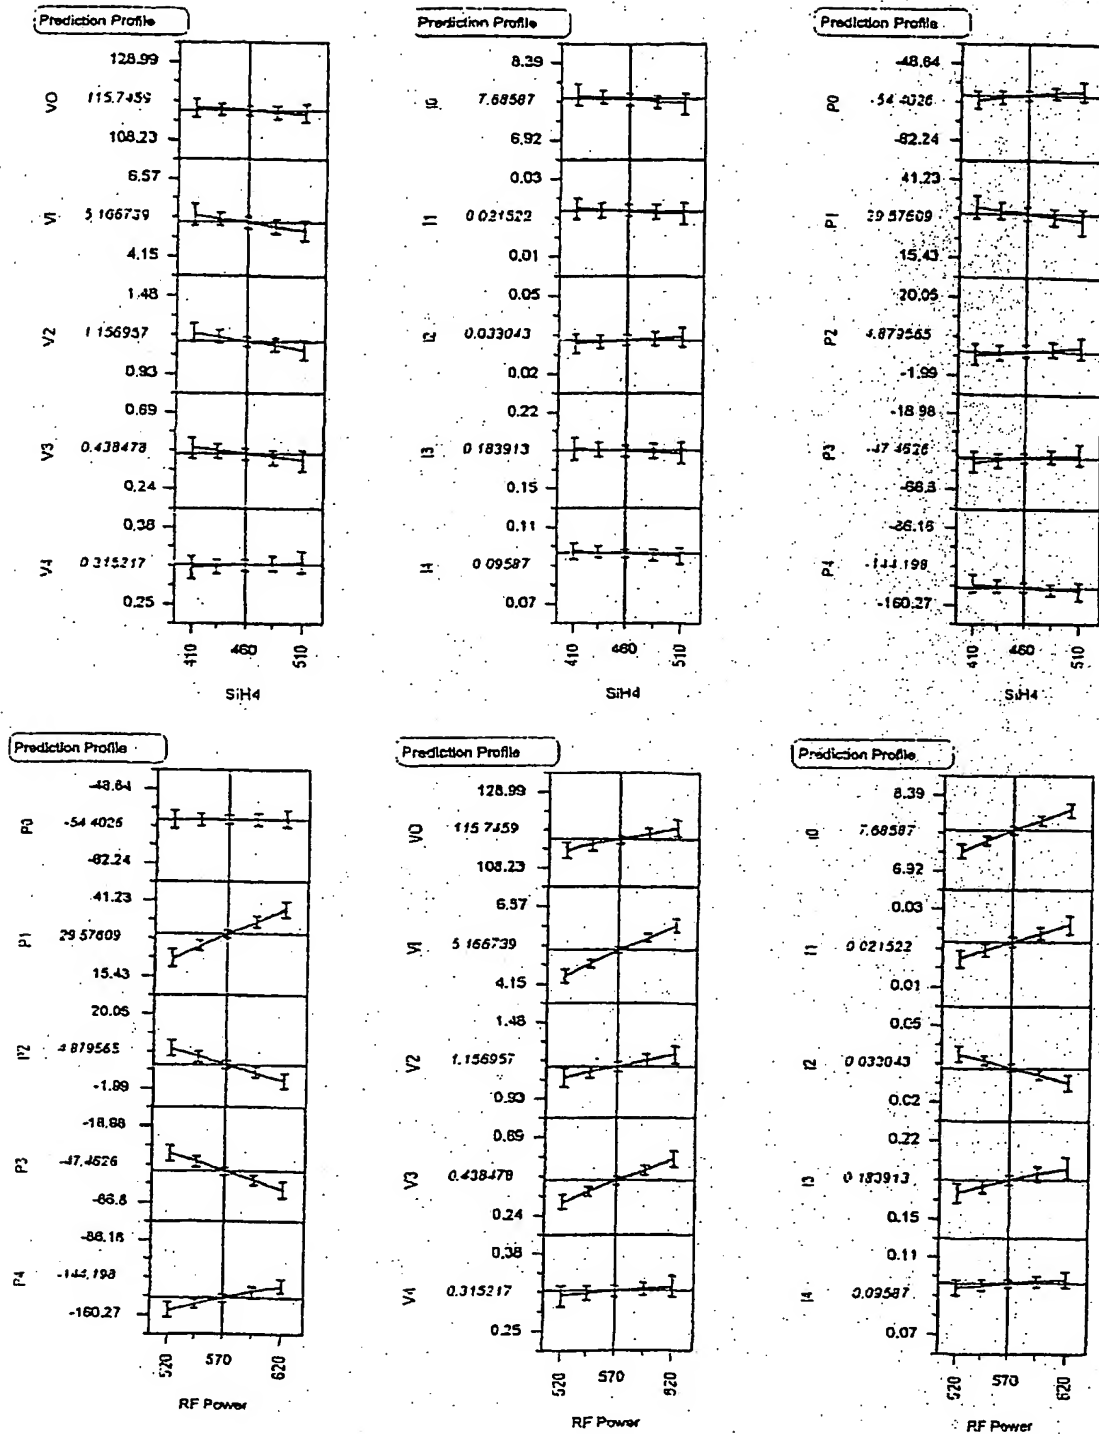 Prediction Profile
128.99
VO 115.7459
108.23
6.57
VI 5.166739
4.15
1.48
V2 1.156957
0.93
0.69
V3 0.438478
0.24
0.38
V4 0.315217
0.25
410 460 510
SiH4
Prediction Profile
8.39
I0 7.68587
6.92
0.03
I1 0.021522
0.01
0.05
I2 0.033043
0.02
0.22
I3 0.183913
0.15
0.11
I4 0.09587
0.07
410 460 510
SiH4
Prediction Profile
-48.64
P0 -54.4026
-82.24
41.23
P1 29.57609
15.43
20.05
P2 4.879565
-1.99
-18.98
P3 -47.4626
-66.8
-86.16
P4 -144.198
-160.27
410 460 510
SiH4
Prediction Profile
-48.64
P0 -54.4026
-82.24
41.23
P1 29.57609
15.43
20.05
P2 4.879565
-1.99
-18.98
P3 -47.4626
-66.8
-86.16
P4 -144.198
-160.27
520 570 620
RF Power
Prediction Profile
128.99
VO 115.7459
108.23
6.57
VI 5.166739
4.15
1.48
V2 1.156957
0.93
0.69
V3 0.438478
0.24
0.38
V4 0.315217
0.25
520 570 620
RF Power
Prediction Profile
8.39
I0 7.68587
6.92
0.03
I1 0.021522
0.01
0.05
I2 0.033043
0.02
0.22
I3 0.183913
0.15
0.11
I4 0.09587
0.07
520 570 620
RF Power